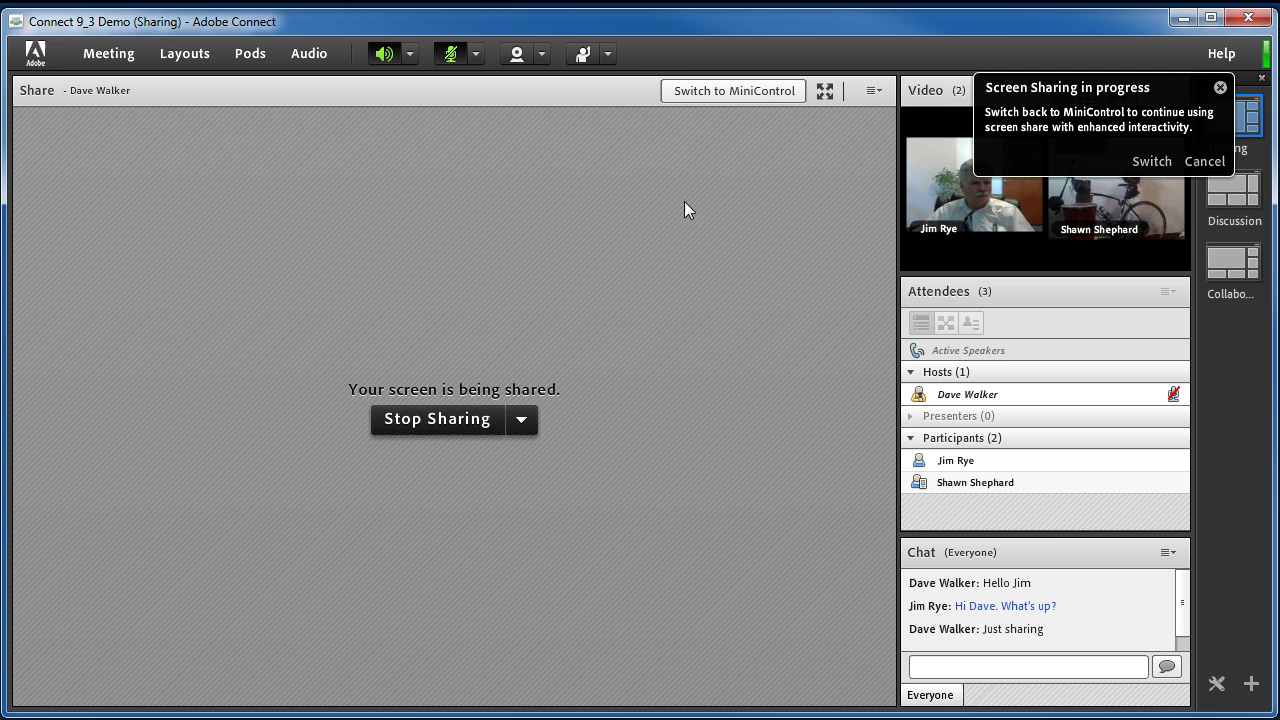 Connect 9_3 Demo (Sharing) - Adobe Connect
Adobe
Meeting
Layouts
Pods
Audio
Help
Share - Dave Walker
Switch to MiniControl
Your screen is being shared.
Stop Sharing
Video (2)
Jim Rye
Shawn Shephard
Screen Sharing in progress
Switch back to MiniControl to continue using
screen share with enhanced interactivity.
Switch Cancel
Discussion
Collabo...
Attendees (3)
Active Speakers
Hosts (1)
Dave Walker
Presenters (0)
Participants (2)
Jim Rye
Shawn Shephard
Chat (Everyone)
Dave Walker: Hello Jim
Jim Rye: Hi Dave. What's up?
Dave Walker: Just sharing
Everyone